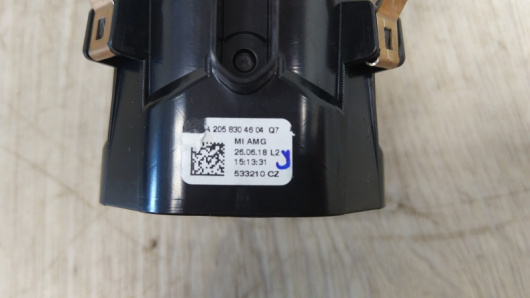 A 205 830 46 04 Q7
MI AMG
26.06.18 L2
15:13:31
533210 CZ